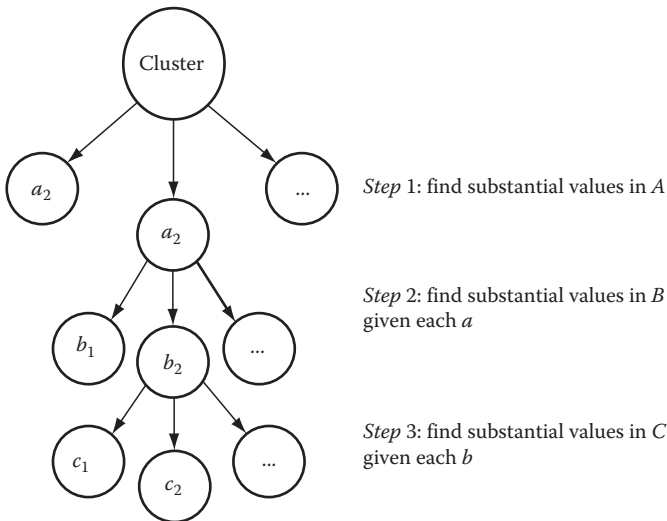 Cluster
a₂
...
Step 1: find substantial values in A
a₂
Step 2: find substantial values in B
given each a
b₁
b₂
...
Step 3: find substantial values in C
given each b
c₁
c₂
...